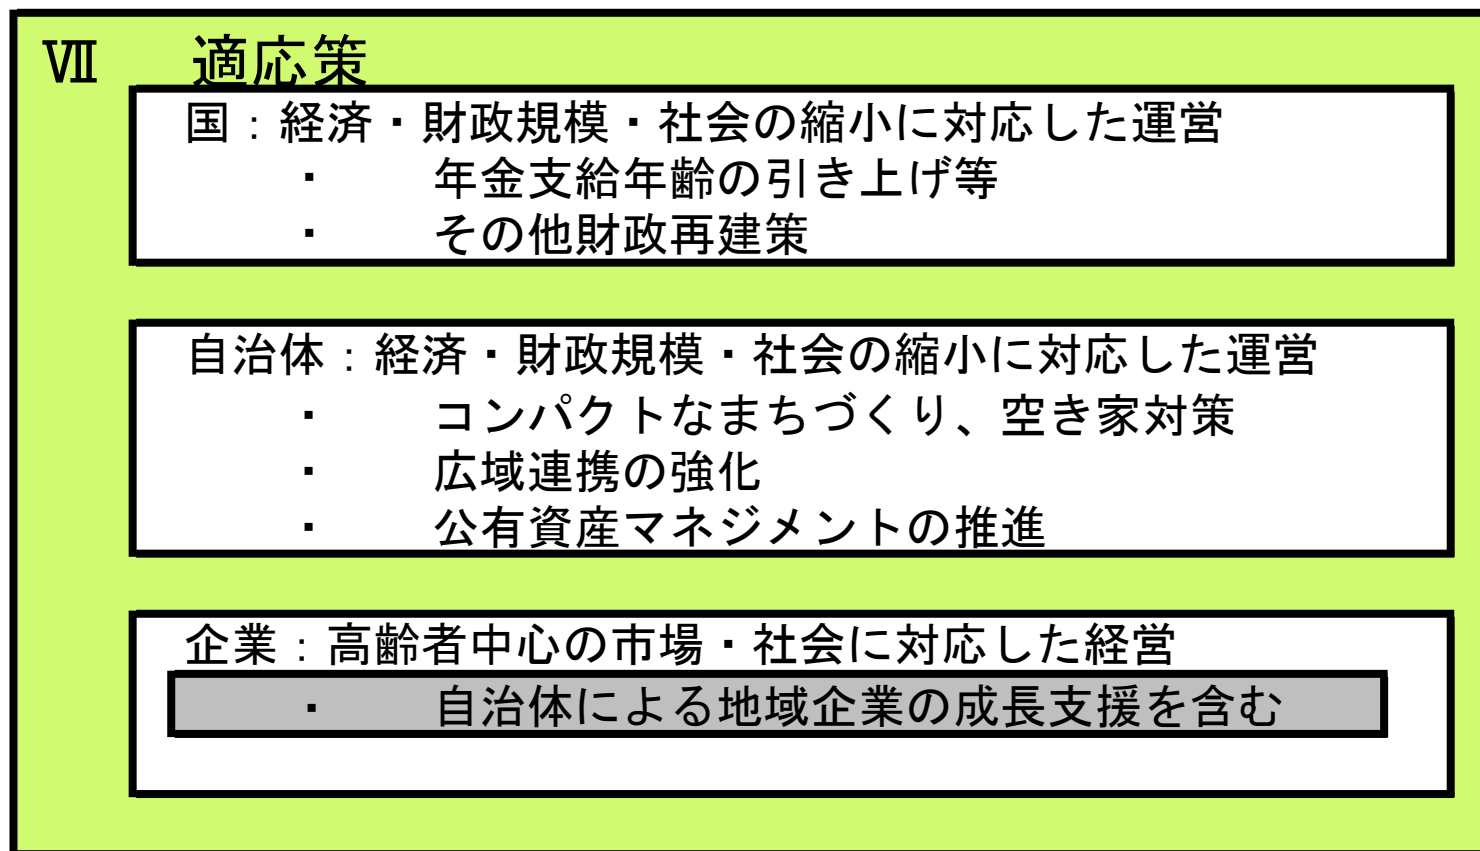 Ⅶ　適応策
国：経済・財政規模・社会の縮小に対応した運営
・　年金支給年齢の引き上げ等
・　その他財政再建策
自治体：経済・財政規模・社会の縮小に対応した運営
・　コンパクトなまちづくり、空き家対策
・　広域連携の強化
・　公有資産マネジメントの推進
企業：高齢者中心の市場・社会に対応した経営
・　自治体による地域企業の成長支援を含む